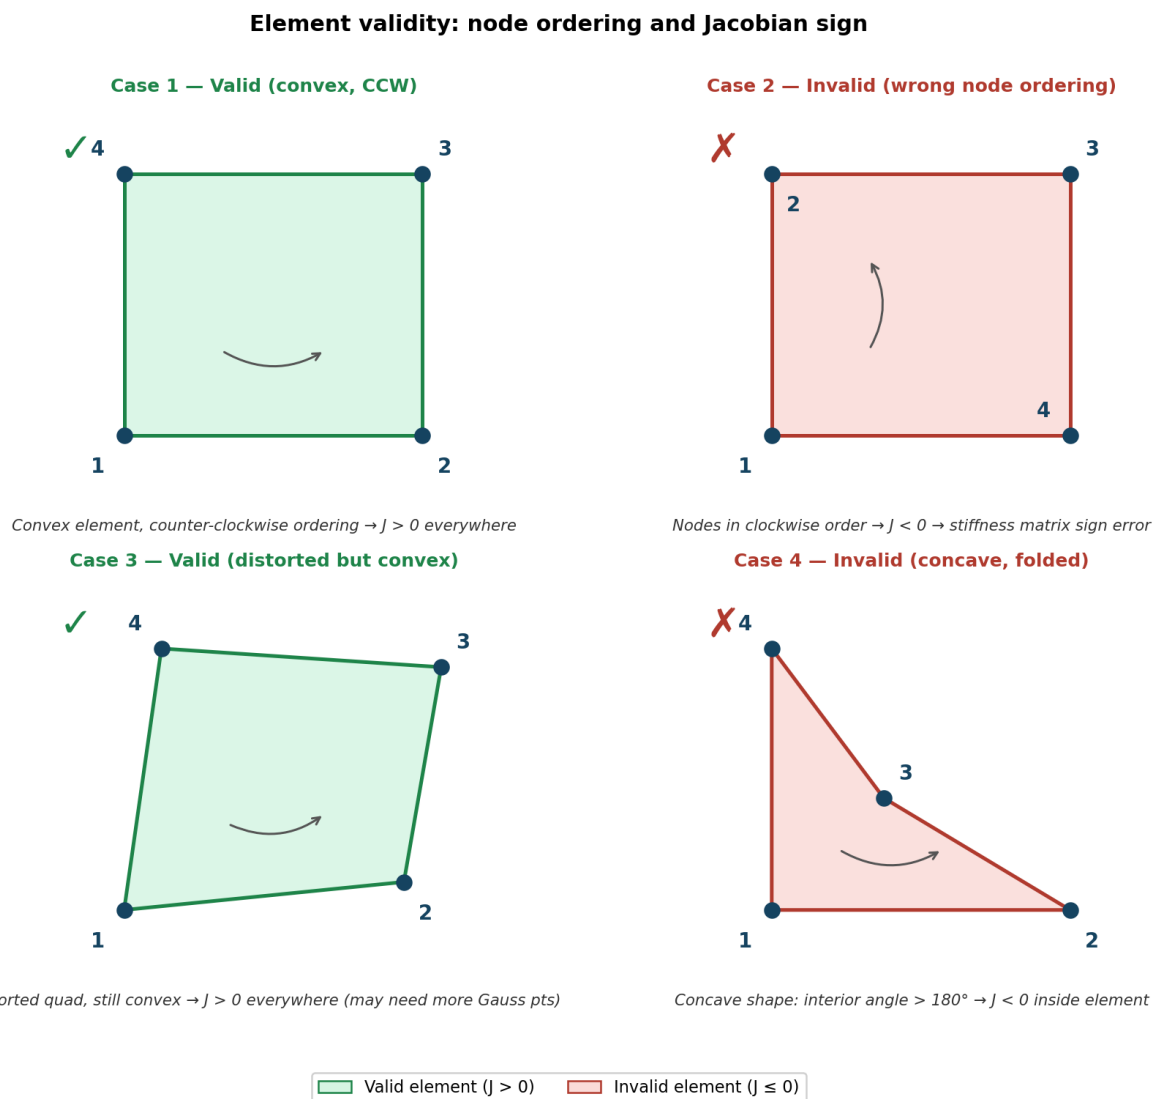 Element validity: node ordering and Jacobian sign
Case 1 — Valid (convex, CCW)
✓ 4
3
1
2
Convex element, counter-clockwise ordering → J > 0 everywhere
Case 2 — Invalid (wrong node ordering)
✗
3
2
4
1
Nodes in clockwise order → J < 0 → stiffness matrix sign error
Case 3 — Valid (distorted but convex)
✓
4
3
1
2
orted quad, still convex → J > 0 everywhere (may need more Gauss pts)
Case 4 — Invalid (concave, folded)
✗ 4
3
1
2
Concave shape: interior angle > 180° → J < 0 inside element
Valid element (J > 0)
Invalid element (J ≤ 0)